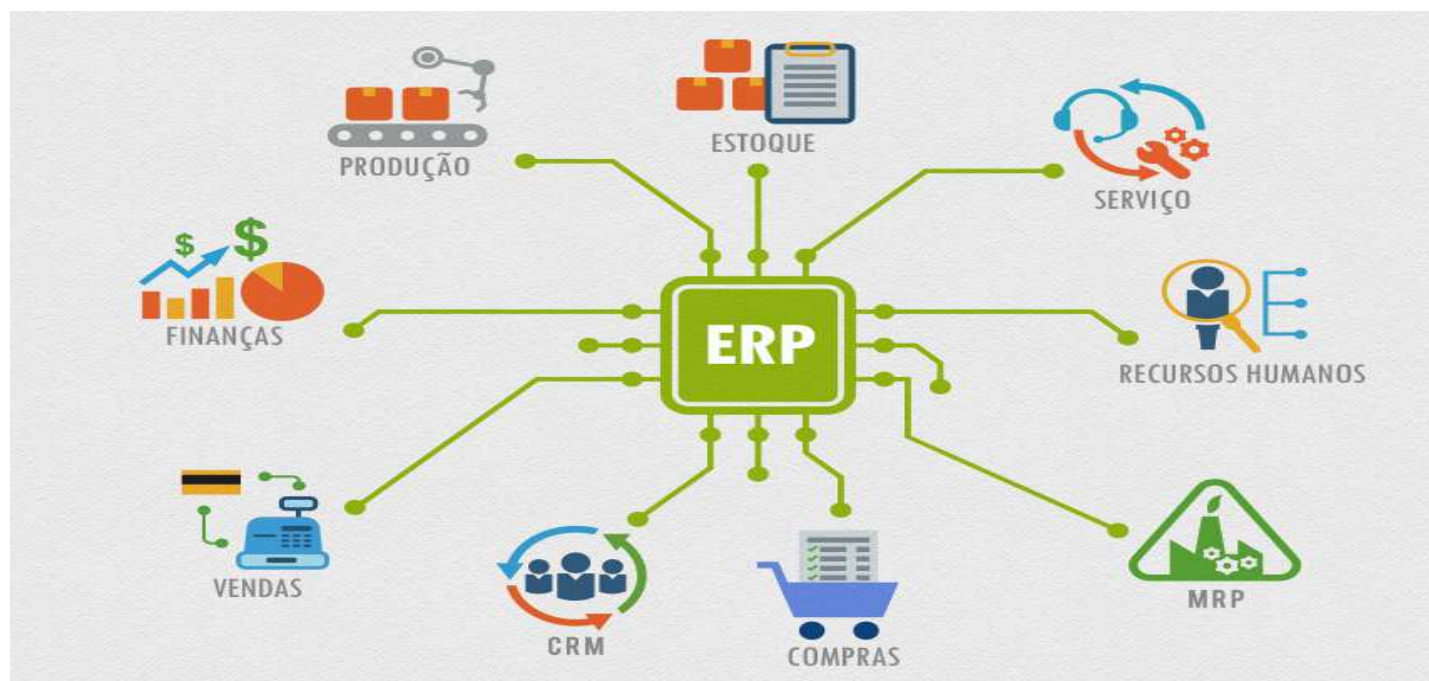 ESTOQUE
PRODUÇÃO
SERVIÇO
FINANÇAS
ERP
RECURSOS HUMANOS
VENDAS
MRP
CRM
COMPRAS